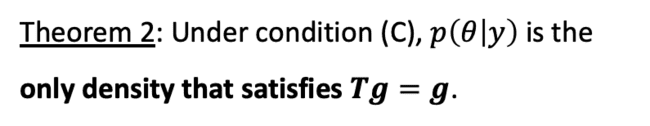 Theorem 2: Under condition (C), p(θ|y) is the
only density that satisfies Tg = g.